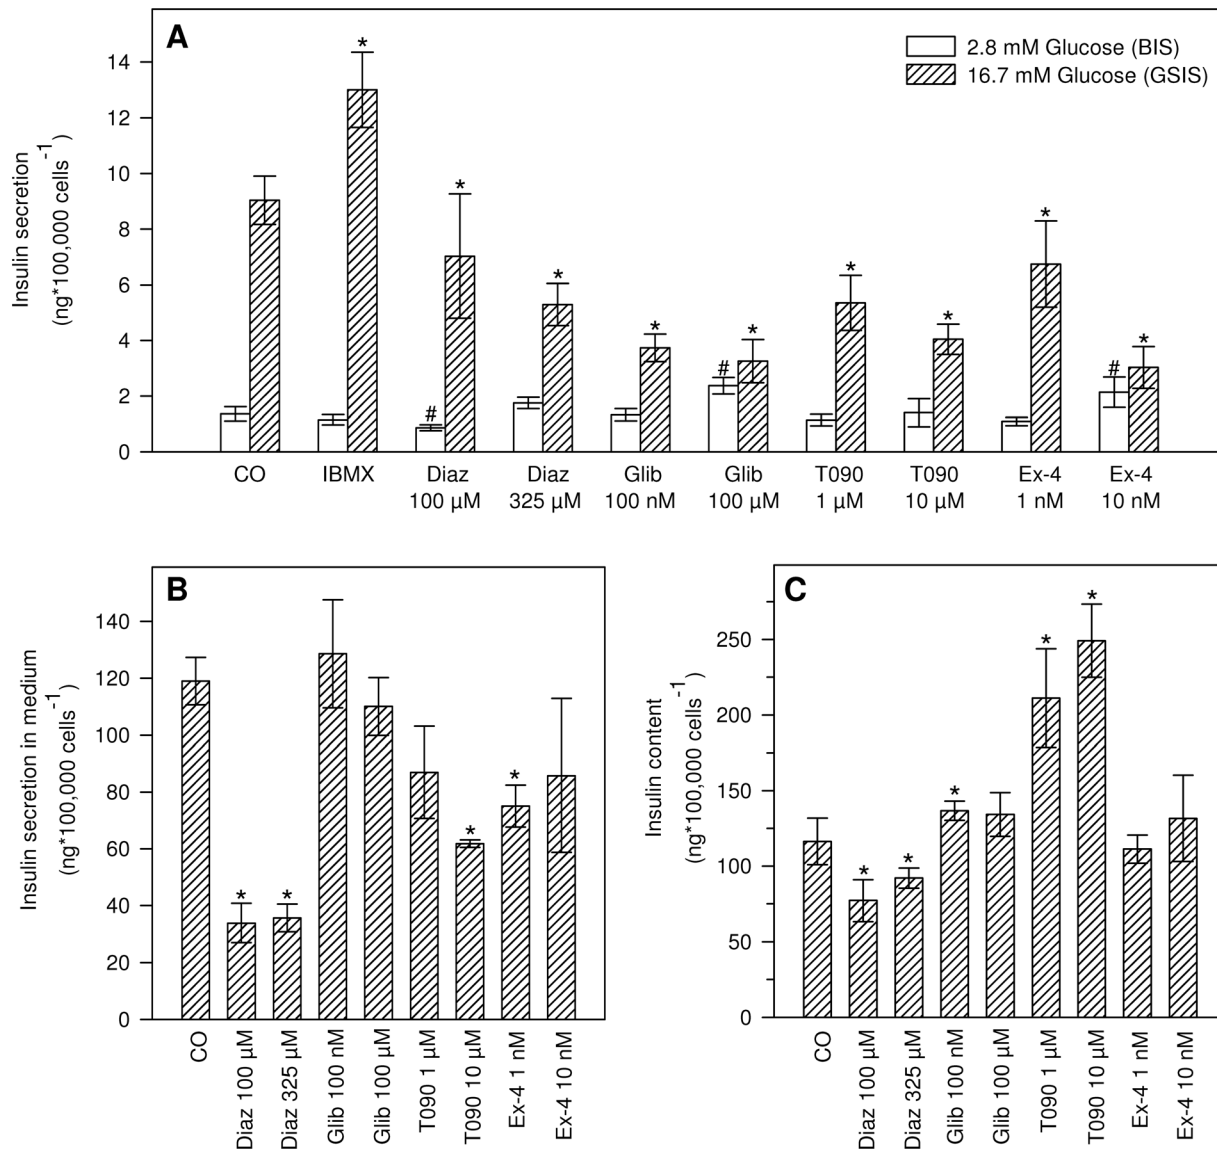 A
2.8 mM Glucose (BIS)
16.7 mM Glucose (GSIS)
Insulin secretion
(ng*100,000 cells⁻¹)
14
12
10
8
6
4
2
0
*
*
*
*
*
*
*
*
*
#
#
#
CO IBMX Diaz Diaz Glib Glib T090 T090 Ex-4 Ex-4
100 µM 325 µM 100 nM 100 µM 1 µM 10 µM 1 nM 10 nM
B
Insulin secretion in medium
(ng*100,000 cells⁻¹)
140
120
100
80
60
40
20
0
* * * *
CO
Diaz 100 µM
Diaz 325 µM
Glib 100 nM
Glib 100 µM
T090 1 µM
T090 10 µM
Ex-4 1 nM
Ex-4 10 nM
C
Insulin content
(ng*100,000 cells⁻¹)
250
200
150
100
50
0
* * * * *
CO
Diaz 100 µM
Diaz 325 µM
Glib 100 nM
Glib 100 µM
T090 1 µM
T090 10 µM
Ex-4 1 nM
Ex-4 10 nM